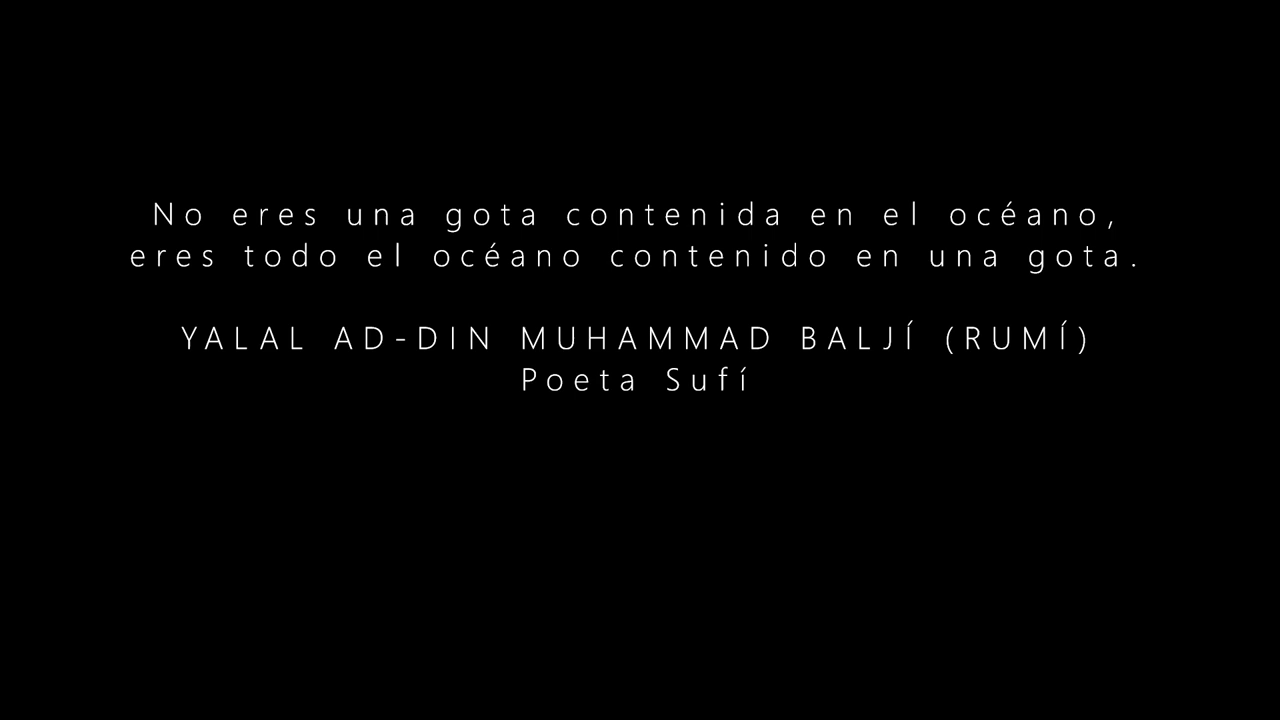 No eres una gota contenida en el océano,
eres todo el océano contenido en una gota.
YALAL AD-DIN MUHAMMAD BALJÍ (RUMÍ)
Poeta Sufí